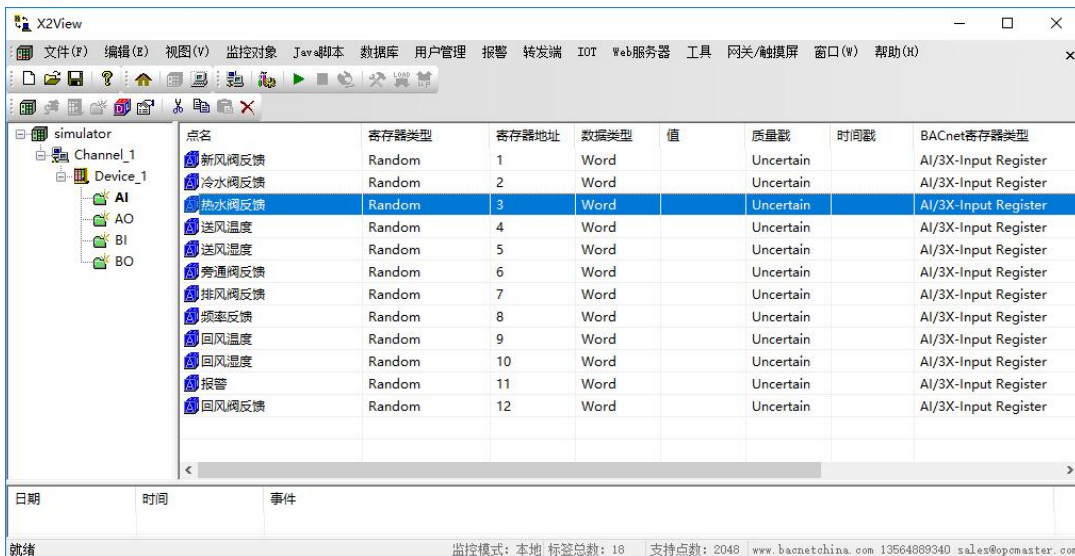 X2View
文件(F) 编辑(E) 视图(V) 监控对象 Java脚本 数据库 用户管理 报警 转发端 IOT Web服务器 工具 网关/触摸屏 窗口(W) 帮助(H)
simulator
Channel_1
Device_1
AI
AO
BI
BO
点名 寄存器类型 寄存器地址 数据类型 值 质量戳 时间戳 BACnet寄存器类型
新风阀反馈 Random 1 Word Uncertain AI/3X-Input Register
冷水阀反馈 Random 2 Word Uncertain AI/3X-Input Register
热水阀反馈 Random 3 Word Uncertain AI/3X-Input Register
送风温度 Random 4 Word Uncertain AI/3X-Input Register
送风湿度 Random 5 Word Uncertain AI/3X-Input Register
旁通阀反馈 Random 6 Word Uncertain AI/3X-Input Register
排风阀反馈 Random 7 Word Uncertain AI/3X-Input Register
频率反馈 Random 8 Word Uncertain AI/3X-Input Register
回风温度 Random 9 Word Uncertain AI/3X-Input Register
回风湿度 Random 10 Word Uncertain AI/3X-Input Register
报警 Random 11 Word Uncertain AI/3X-Input Register
回风阀反馈 Random 12 Word Uncertain AI/3X-Input Register
日期 时间 事件
就绪 监控模式: 本地 标签总数: 18 支持点数: 2048 www.bacnetchina.com 13564889340 sales@opcmaster.com